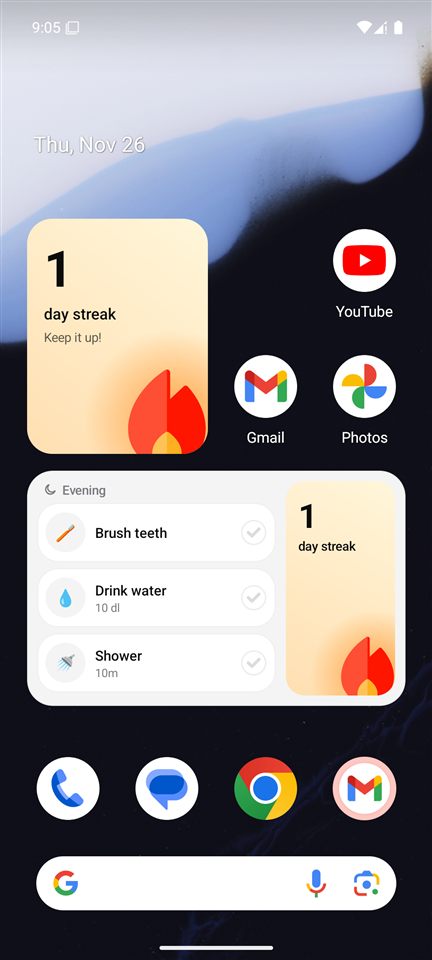 9:05
Thu, Nov 26
1
day streak
Keep it up!
YouTube
Gmail
Photos
Evening
Brush teeth
Drink water
10 dl
Shower
10m
1
day streak